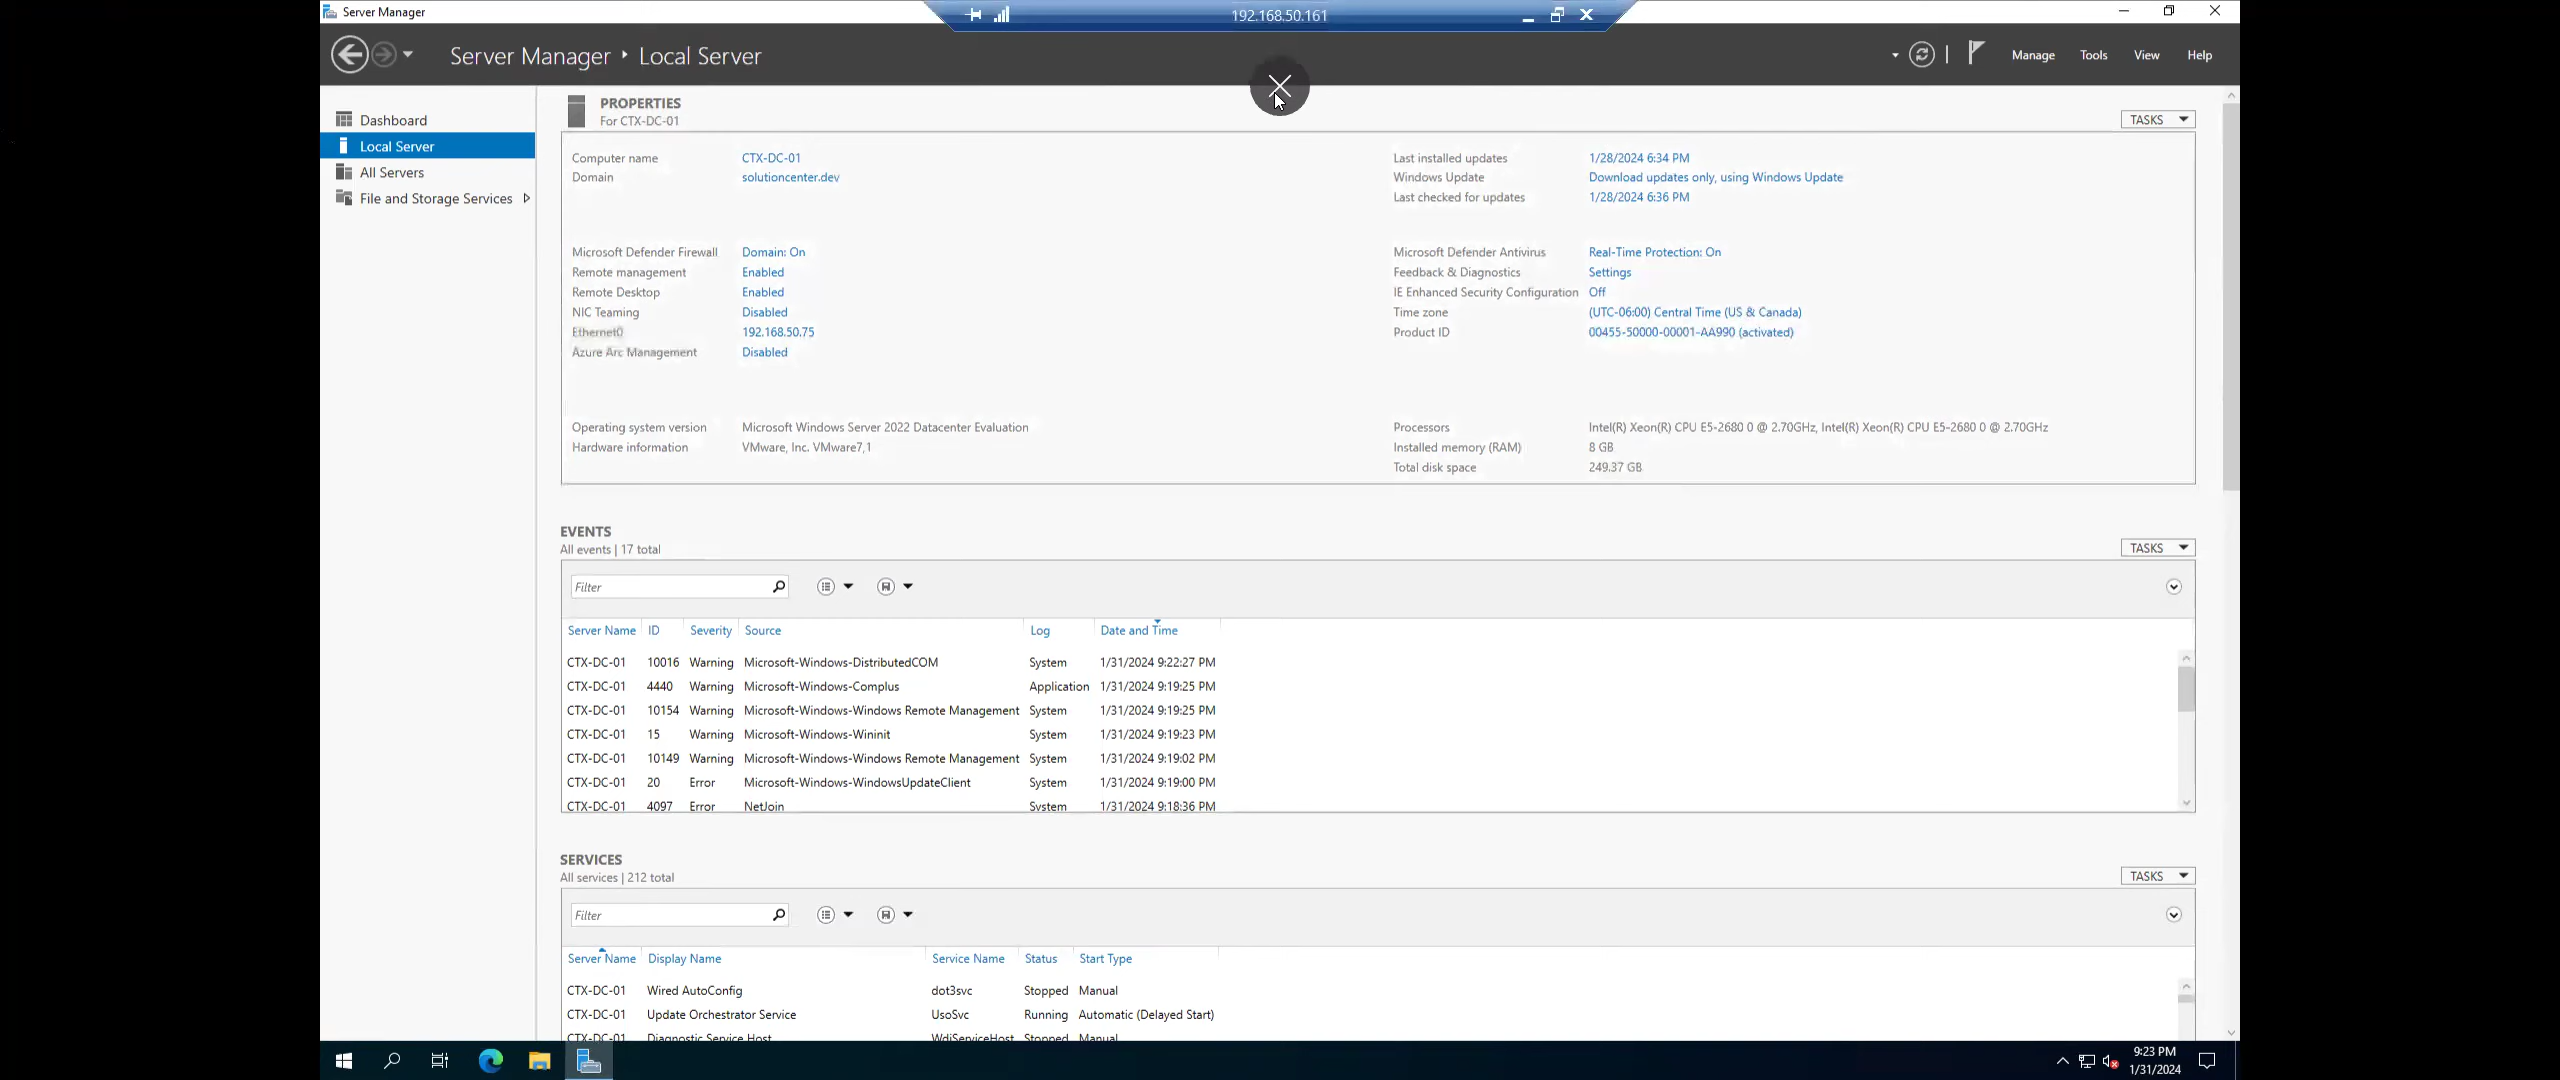 Server Manager
192.168.50.161
Server Manager ‣ Local Server
Manage Tools View Help
Dashboard
Local Server
All Servers
File and Storage Services
PROPERTIES
For CTX-DC-01
TASKS
Computer name CTX-DC-01 Last installed updates 1/28/2024 6:34 PM
Domain solutioncenter.dev Windows Update Download updates only, using Windows Update
Last checked for updates 1/28/2024 6:36 PM
Microsoft Defender Firewall Domain: On Microsoft Defender Antivirus Real-Time Protection: On
Remote management Enabled Feedback & Diagnostics Settings
Remote Desktop Enabled IE Enhanced Security Configuration Off
NIC Teaming Disabled Time zone (UTC-06:00) Central Time (US & Canada)
Ethernet0 192.168.50.75 Product ID 00455-50000-00001-AA990 (activated)
Azure Arc Management Disabled
Operating system version Microsoft Windows Server 2022 Datacenter Evaluation Processors Intel(R) Xeon(R) CPU E5-2680 0 @ 2.70GHz, Intel(R) Xeon(R) CPU E5-2680 0 @ 2.70GHz
Hardware information VMware, Inc. VMware7,1 Installed memory (RAM) 8 GB
Total disk space 249.37 GB
EVENTS
All events | 17 total
TASKS
Filter
Server Name ID Severity Source Log Date and Time
CTX-DC-01 10016 Warning Microsoft-Windows-DistributedCOM System 1/31/2024 9:22:27 PM
CTX-DC-01 4440 Warning Microsoft-Windows-Complus Application 1/31/2024 9:19:25 PM
CTX-DC-01 10154 Warning Microsoft-Windows-Windows Remote Management System 1/31/2024 9:19:25 PM
CTX-DC-01 15 Warning Microsoft-Windows-Wininit System 1/31/2024 9:19:23 PM
CTX-DC-01 10149 Warning Microsoft-Windows-Windows Remote Management System 1/31/2024 9:19:02 PM
CTX-DC-01 20 Error Microsoft-Windows-WindowsUpdateClient System 1/31/2024 9:19:00 PM
CTX-DC-01 4097 Error NetJoin System 1/31/2024 9:18:36 PM
SERVICES
All services | 212 total
TASKS
Filter
Server Name Display Name Service Name Status Start Type
CTX-DC-01 Wired AutoConfig dot3svc Stopped Manual
CTX-DC-01 Update Orchestrator Service UsoSvc Running Automatic (Delayed Start)
CTX-DC-01 Diagnostic Service Host WdiServiceHost Stopped Manual
9:23 PM
1/31/2024